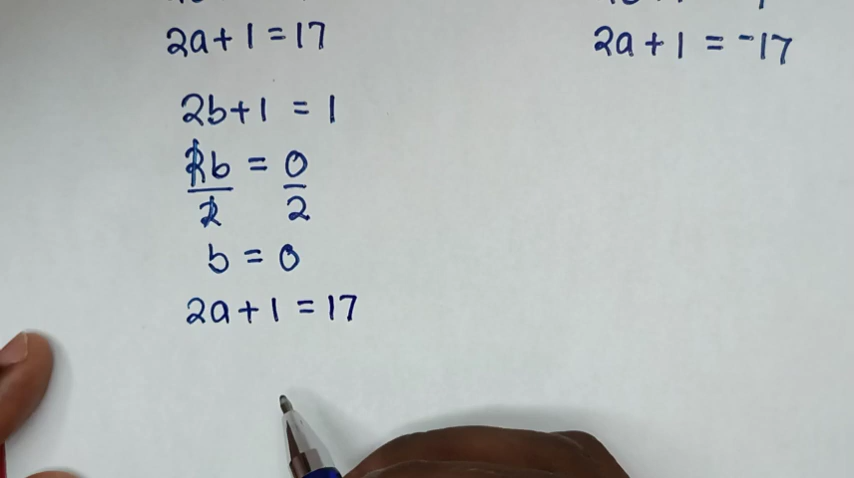 2a+1 = 17
2b+1 = 1
2b/2 = 0/2
b = 0
2a+1 = 17
2a+1 = -17